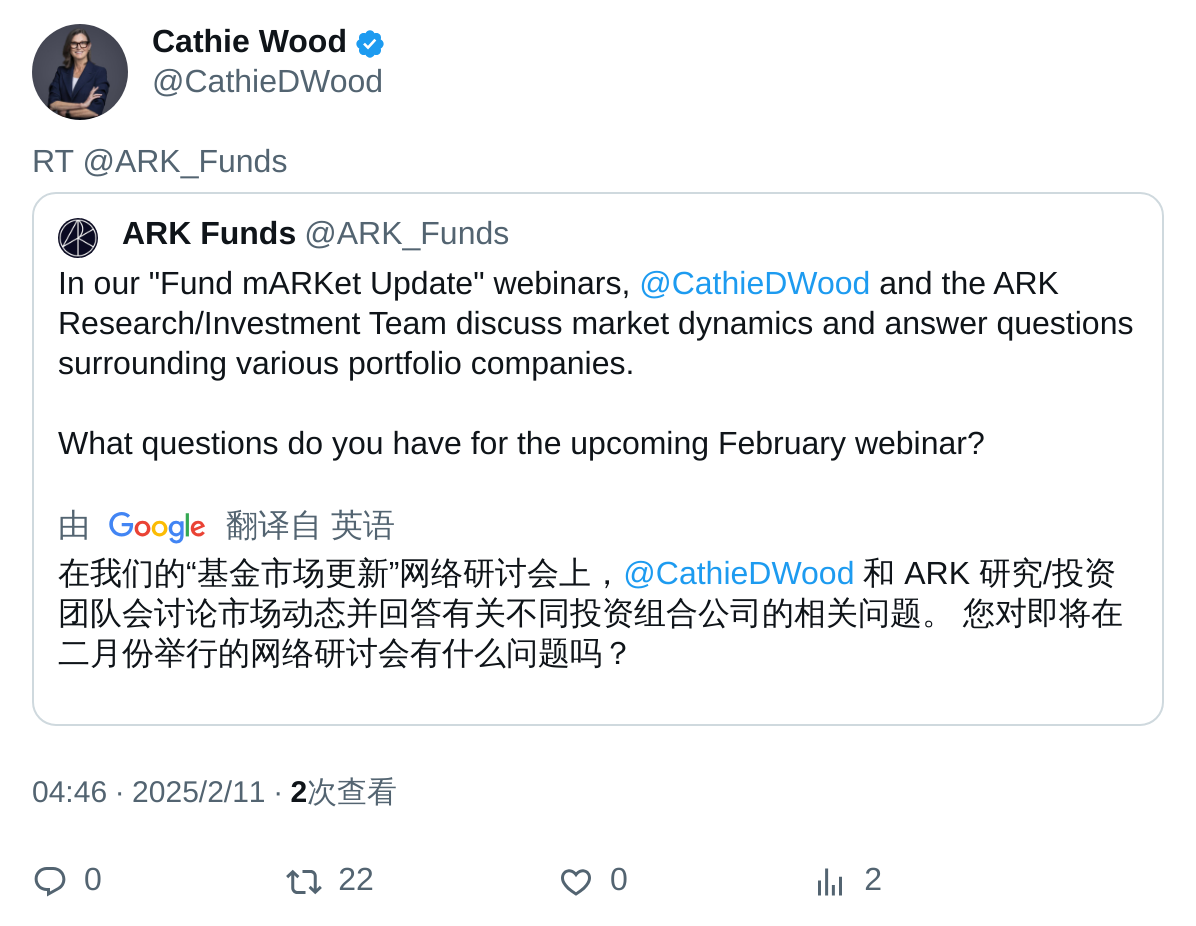 Cathie Wood
@CathieDWood
RT @ARK_Funds
ARK Funds @ARK_Funds
In our "Fund mARKet Update" webinars, @CathieDWood and the ARK
Research/Investment Team discuss market dynamics and answer questions
surrounding various portfolio companies.
What questions do you have for the upcoming February webinar?
由 Google 翻译自 英语
在我们的“基金市场更新”网络研讨会上，@CathieDWood 和 ARK 研究/投资
团队会讨论市场动态并回答有关不同投资组合公司的相关问题。 您对即将在
二月份举行的网络研讨会有什么问题吗？
04:46 · 2025/2/11 · 2次查看
0 22 0 2